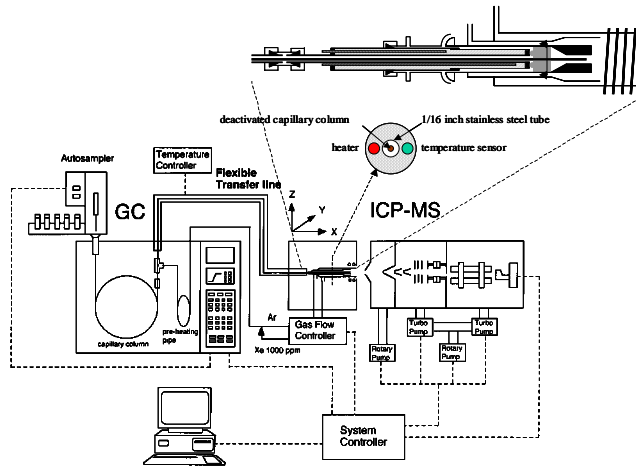 deactivated capillary column
1/16 inch stainless steel tube
heater
temperature sensor
Autosampler
Temperature
Controller
Flexible
Transfer line
GC
Z
Y
X
ICP-MS
capillary column
pre-heating
pipe
Ar
Xe 1000 ppm
Gas Flow
Controller
Rotary
Pump
Turbo
Pump
Rotary
Pump
Turbo
Pump
System
Controller